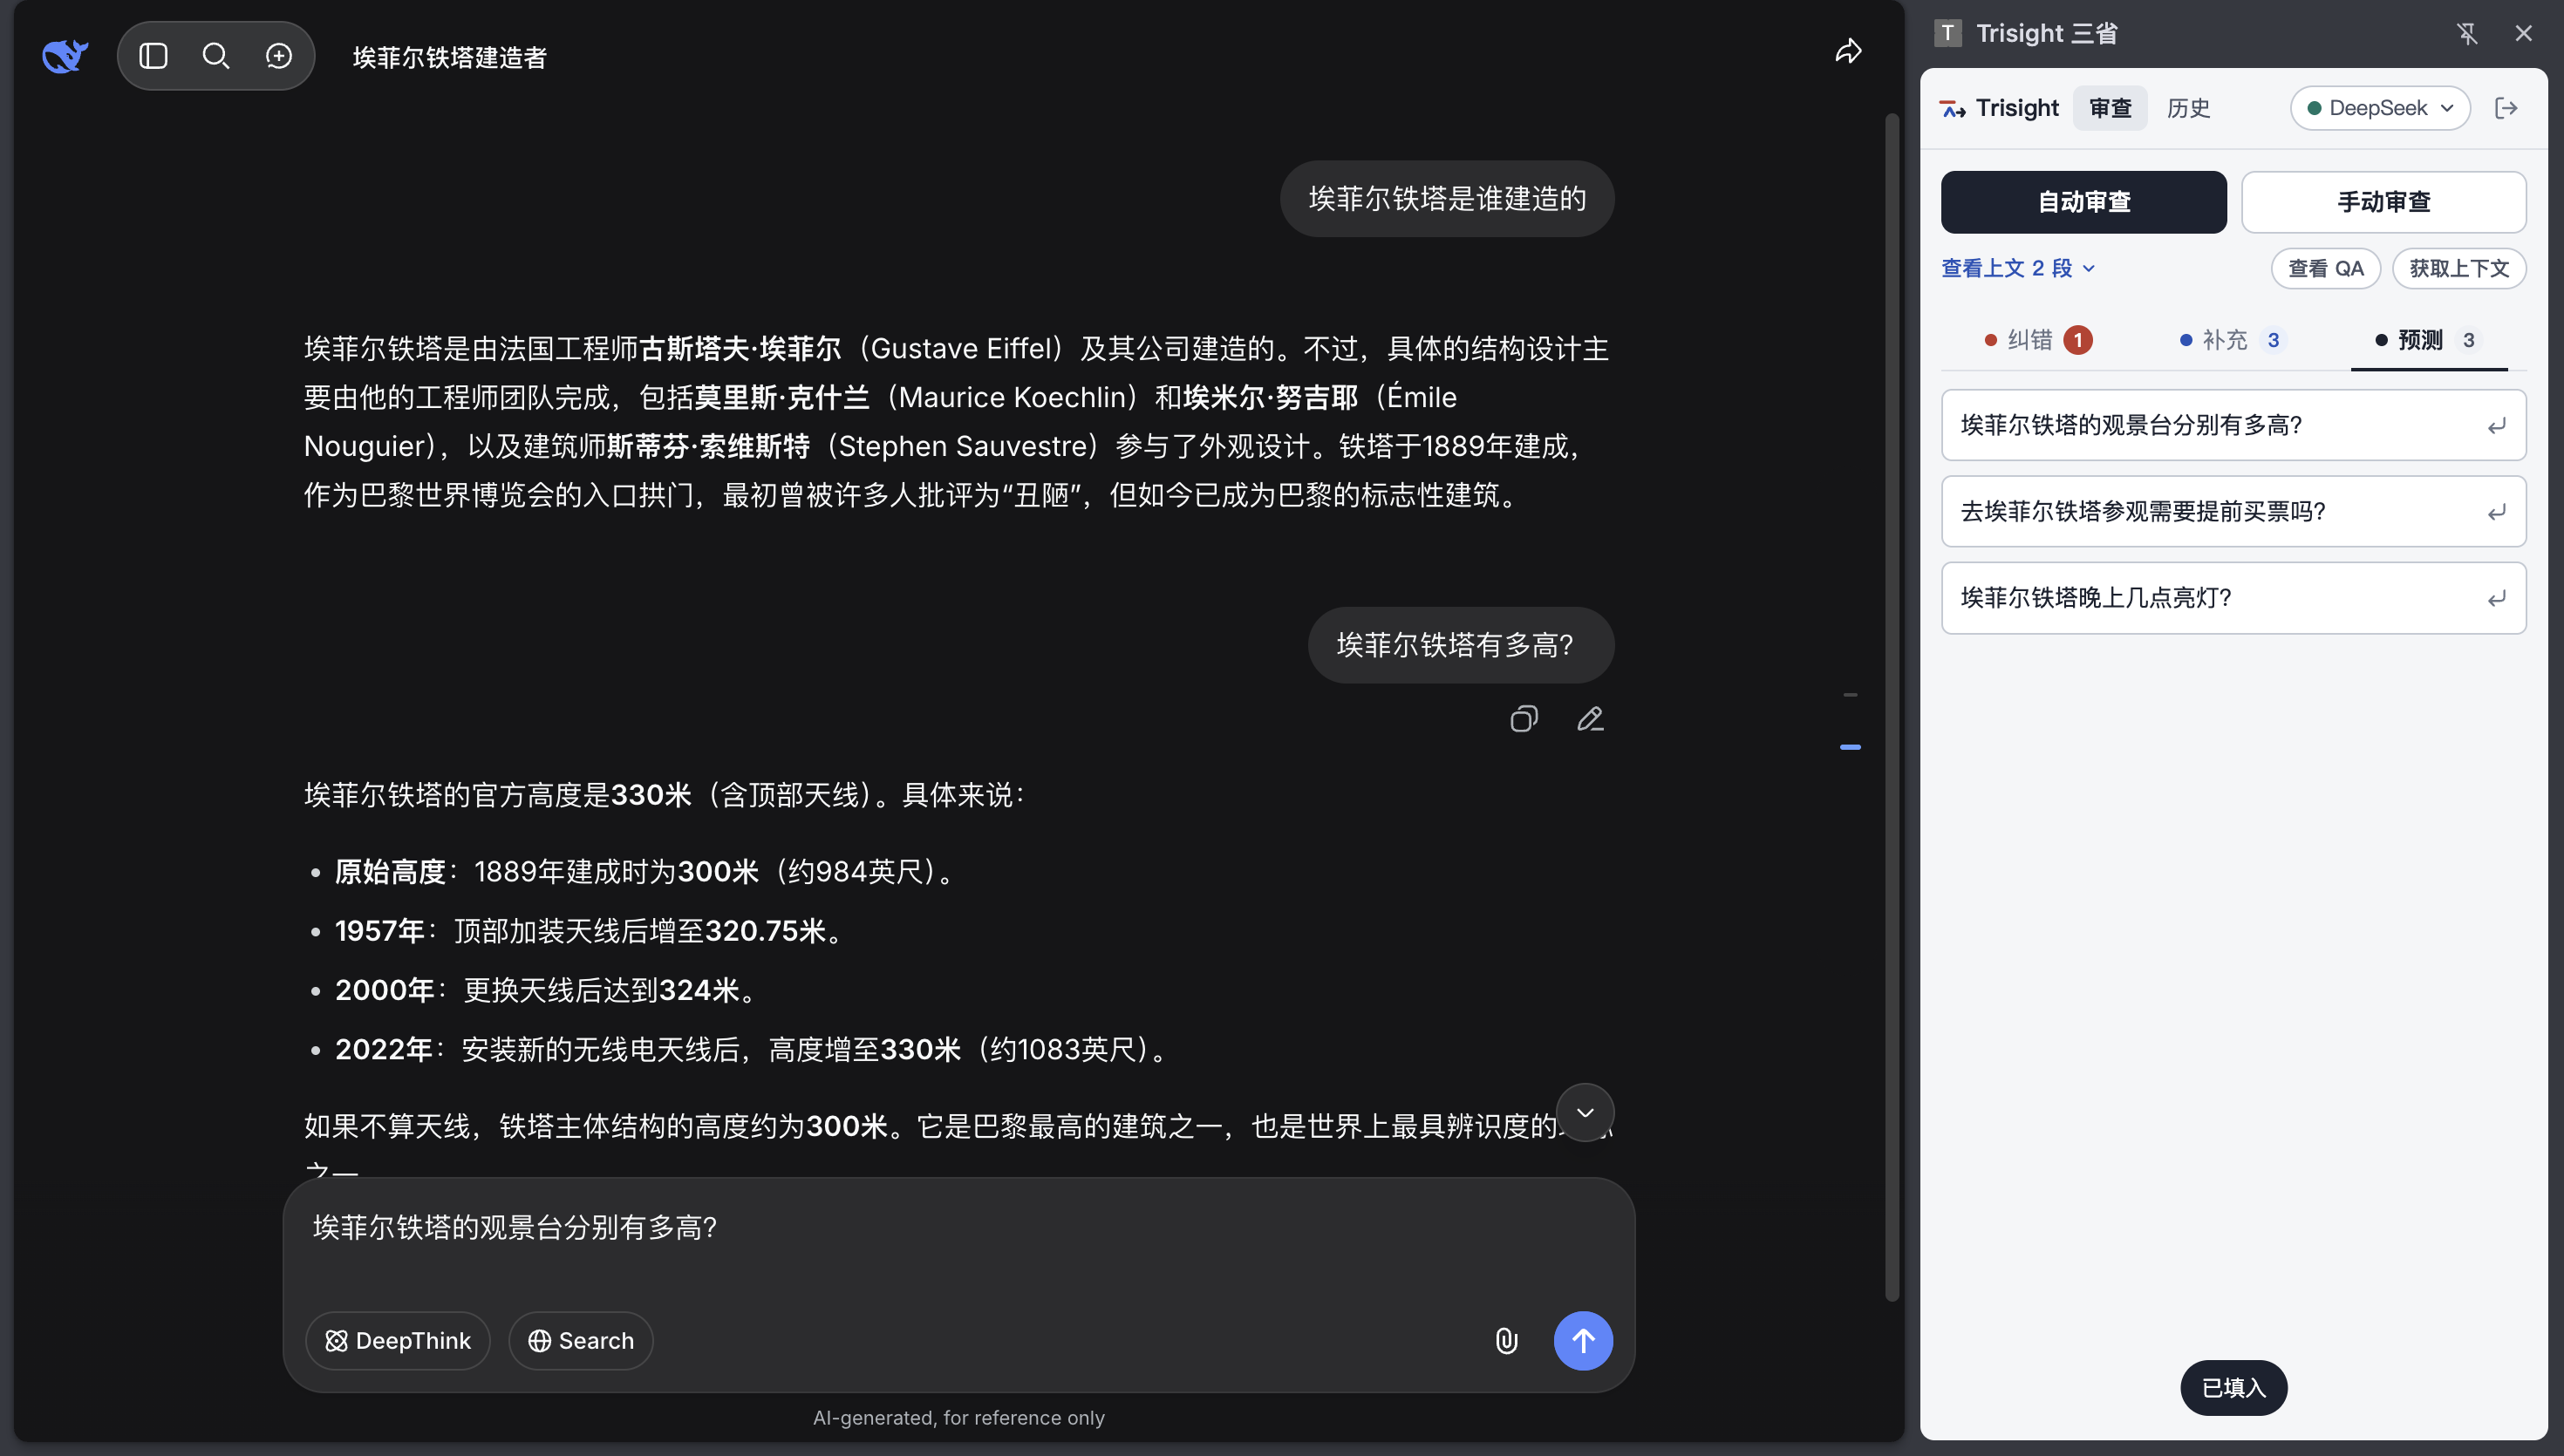 埃菲尔铁塔建造者
埃菲尔铁塔是谁建造的
埃菲尔铁塔是由法国工程师古斯塔夫·埃菲尔（Gustave Eiffel）及其公司建造的。不过，具体的结构设计主
要由他的工程师团队完成，包括莫里斯·克什兰（Maurice Koechlin）和埃米尔·努吉耶（Émile
Nouguier），以及建筑师斯蒂芬·索维斯特（Stephen Sauvestre）参与了外观设计。铁塔于1889年建成，
作为巴黎世界博览会的入口拱门，最初曾被许多人批评为“丑陋”，但如今已成为巴黎的标志性建筑。
埃菲尔铁塔有多高?
埃菲尔铁塔的官方高度是330米（含顶部天线）。具体来说：
• 原始高度：1889年建成时为300米（约984英尺）。
• 1957年：顶部加装天线后增至320.75米。
• 2000年：更换天线后达到324米。
• 2022年：安装新的无线电天线后，高度增至330米（约1083英尺）。
如果不算天线，铁塔主体结构的高度约为300米。它是巴黎最高的建筑之一，也是世界上最具辨识度的
之一
埃菲尔铁塔的观景台分别有多高?
DeepThink
Search
AI-generated, for reference only
T Trisight 三省
Trisight 审查 历史 DeepSeek
自动审查 手动审查
查看上文 2 段 查看 QA 获取上下文
纠错 1 补充 3 预测 3
埃菲尔铁塔的观景台分别有多高?
去埃菲尔铁塔参观需要提前买票吗?
埃菲尔铁塔晚上几点亮灯?
已填入